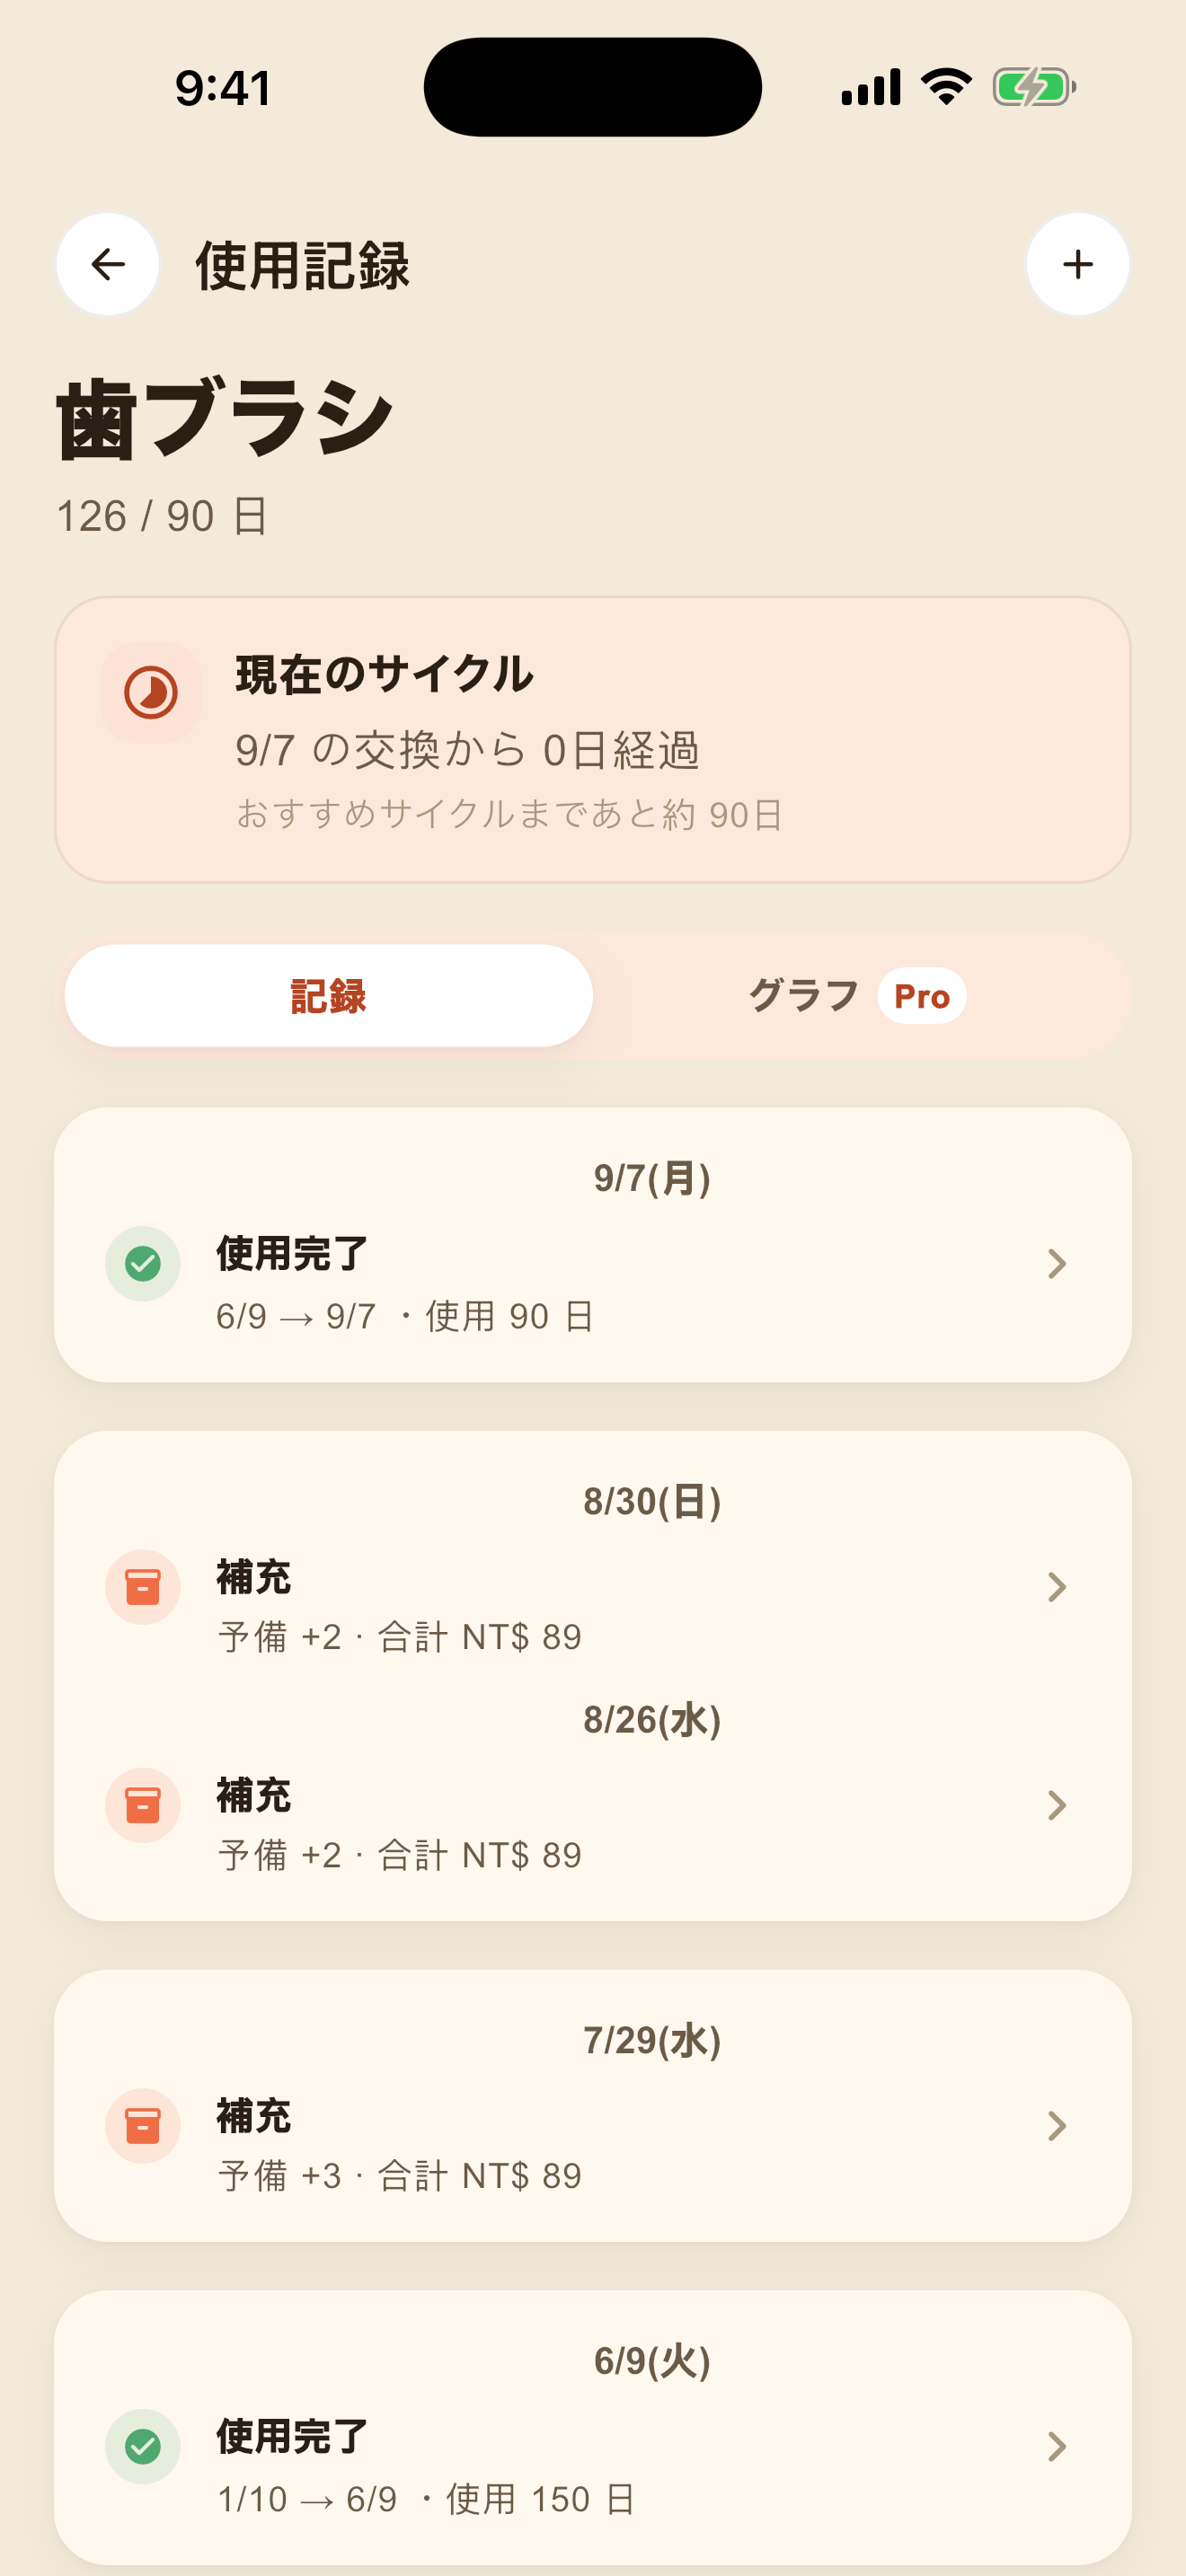 9:41
使用記録
歯ブラシ
126 / 90 日
現在のサイクル
9/7 の交換から 0日経過
おすすめサイクルまであと約 90日
記録
グラフ Pro
9/7(月)
使用完了
6/9 → 9/7 ・使用 90 日
8/30(日)
補充
予備 +2 · 合計 NT$ 89
8/26(水)
補充
予備 +2 · 合計 NT$ 89
7/29(水)
補充
予備 +3 · 合計 NT$ 89
6/9(火)
使用完了
1/10 → 6/9 ・使用 150 日